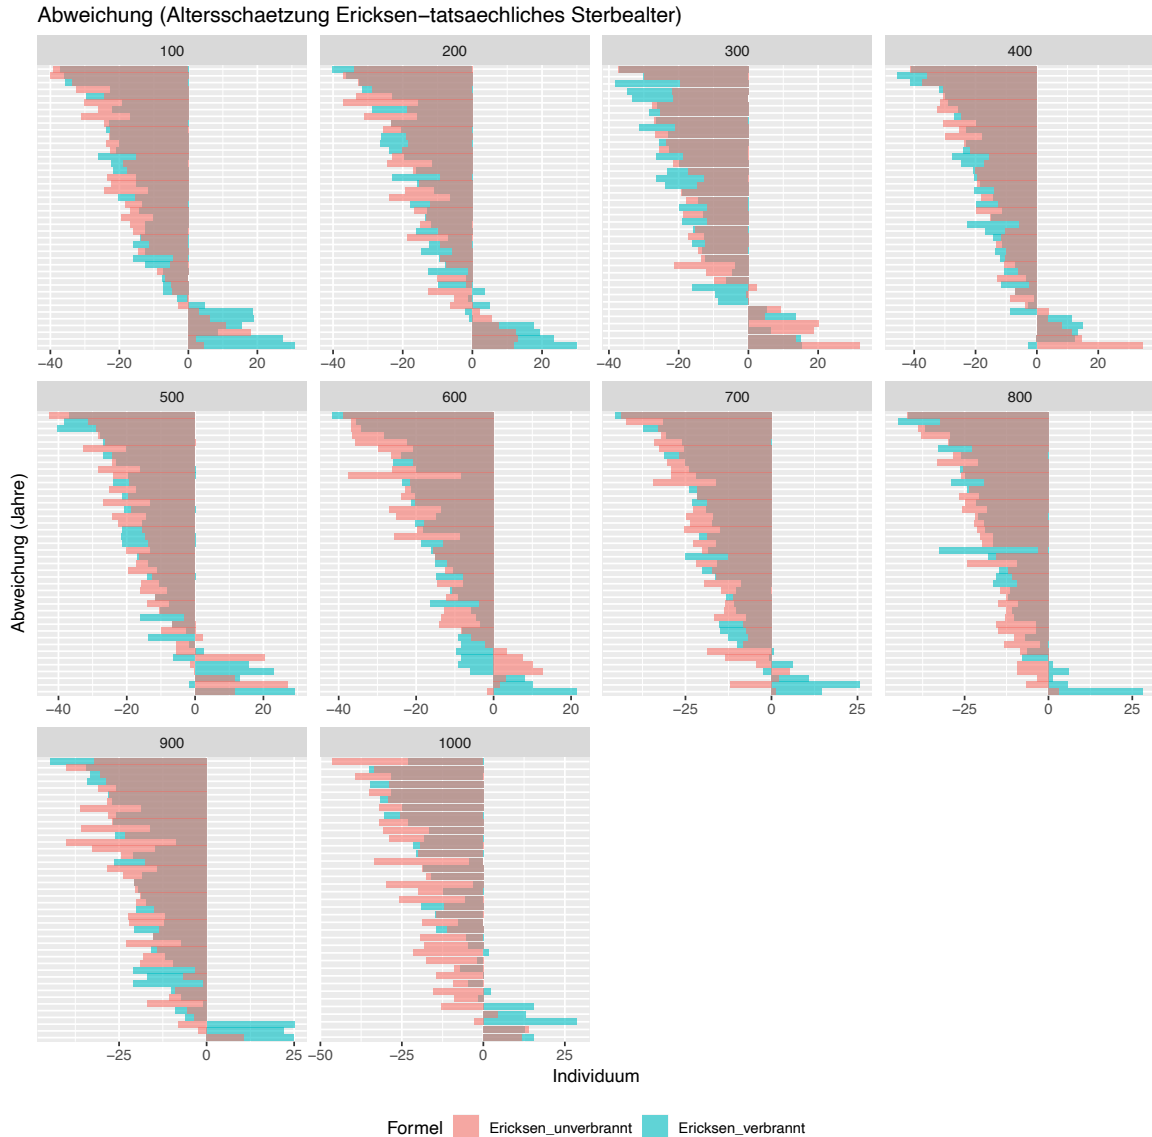 Abweichung (Altersschaetzung Ericksen−tatsaechliches Sterbealter)
100 200 300 400
−40 −20 0 20 −40 −20 0 20 −40 −20 0 20 −40 −20 0 20
500 600 700 800
−40 −20 0 20 −40 −20 0 20 −25 0 25 −25 0 25
900 1000
−25 0 25 −50 −25 0 25
Abweichung (Jahre)
Individuum
Formel Ericksen_unverbrannt Ericksen_verbrannt